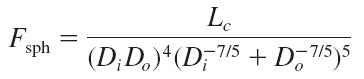 F_sph = L_c / (D_i D_o)^4 (D_i^{-7/5} + D_o^{-7/5})^5